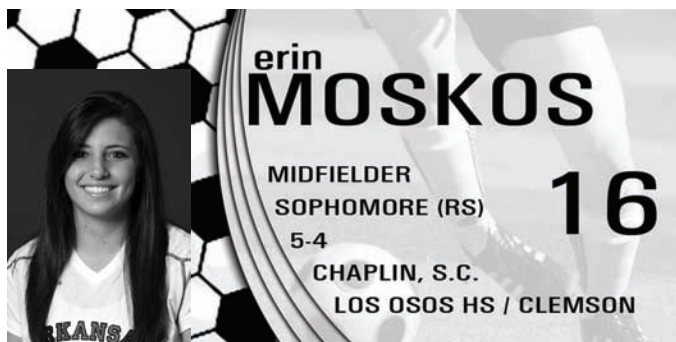 erin
MOSKOS
16
MIDFIELDER
SOPHOMORE (RS)
5-4
CHAPLIN, S.C.
LOS OSOS HS / CLEMSON
RKANSA